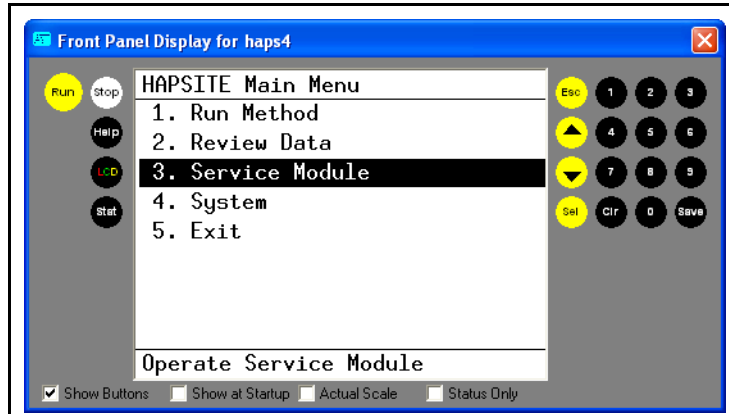 Front Panel Display for haps4
Run Stop
Help
LCD
Stat
HAPSITE Main Menu
1. Run Method
2. Review Data
3. Service Module
4. System
5. Exit
Operate Service Module
Esc 1 2 3
4 5 6
7 8 9
Sel Clr 0 Save
Show Buttons Show at Startup Actual Scale Status Only